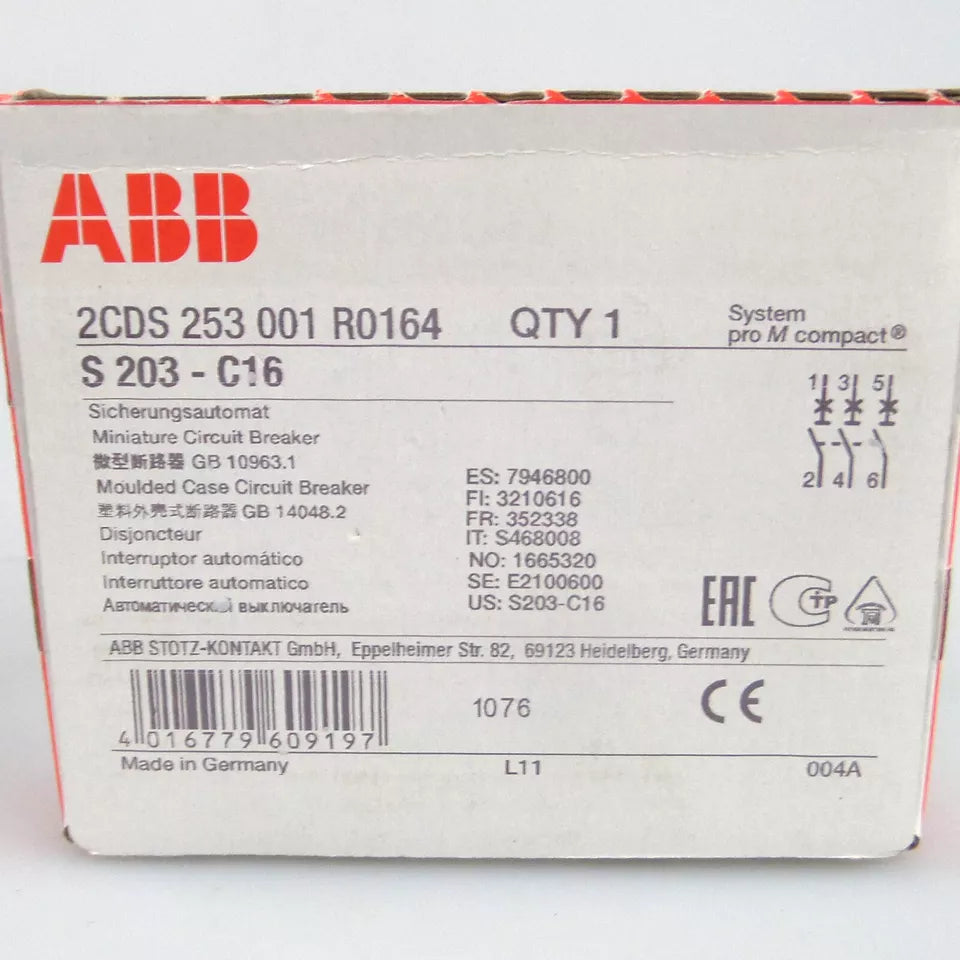 ABB
2CDS 253 001 R0164 QTY 1
System
pro M compact®
S 203 - C16
1 3 5
2 4 6
Sicherungsautomat
Miniature Circuit Breaker
微型断路器 GB 10963.1
Moulded Case Circuit Breaker
塑料外壳式断路器 GB 14048.2
Disjoncteur
Interruptor automático
Interruttore automatico
Автоматический выключатель
ES: 7946800
FI: 3210616
FR: 352338
IT: S468008
NO: 1665320
SE: E2100600
US: S203-C16
EAC
CTP
ABB STOTZ-KONTAKT GmbH, Eppelheimer Str. 82, 69123 Heidelberg, Germany
4 016779 609197
1076
CE
Made in Germany
L11
004A